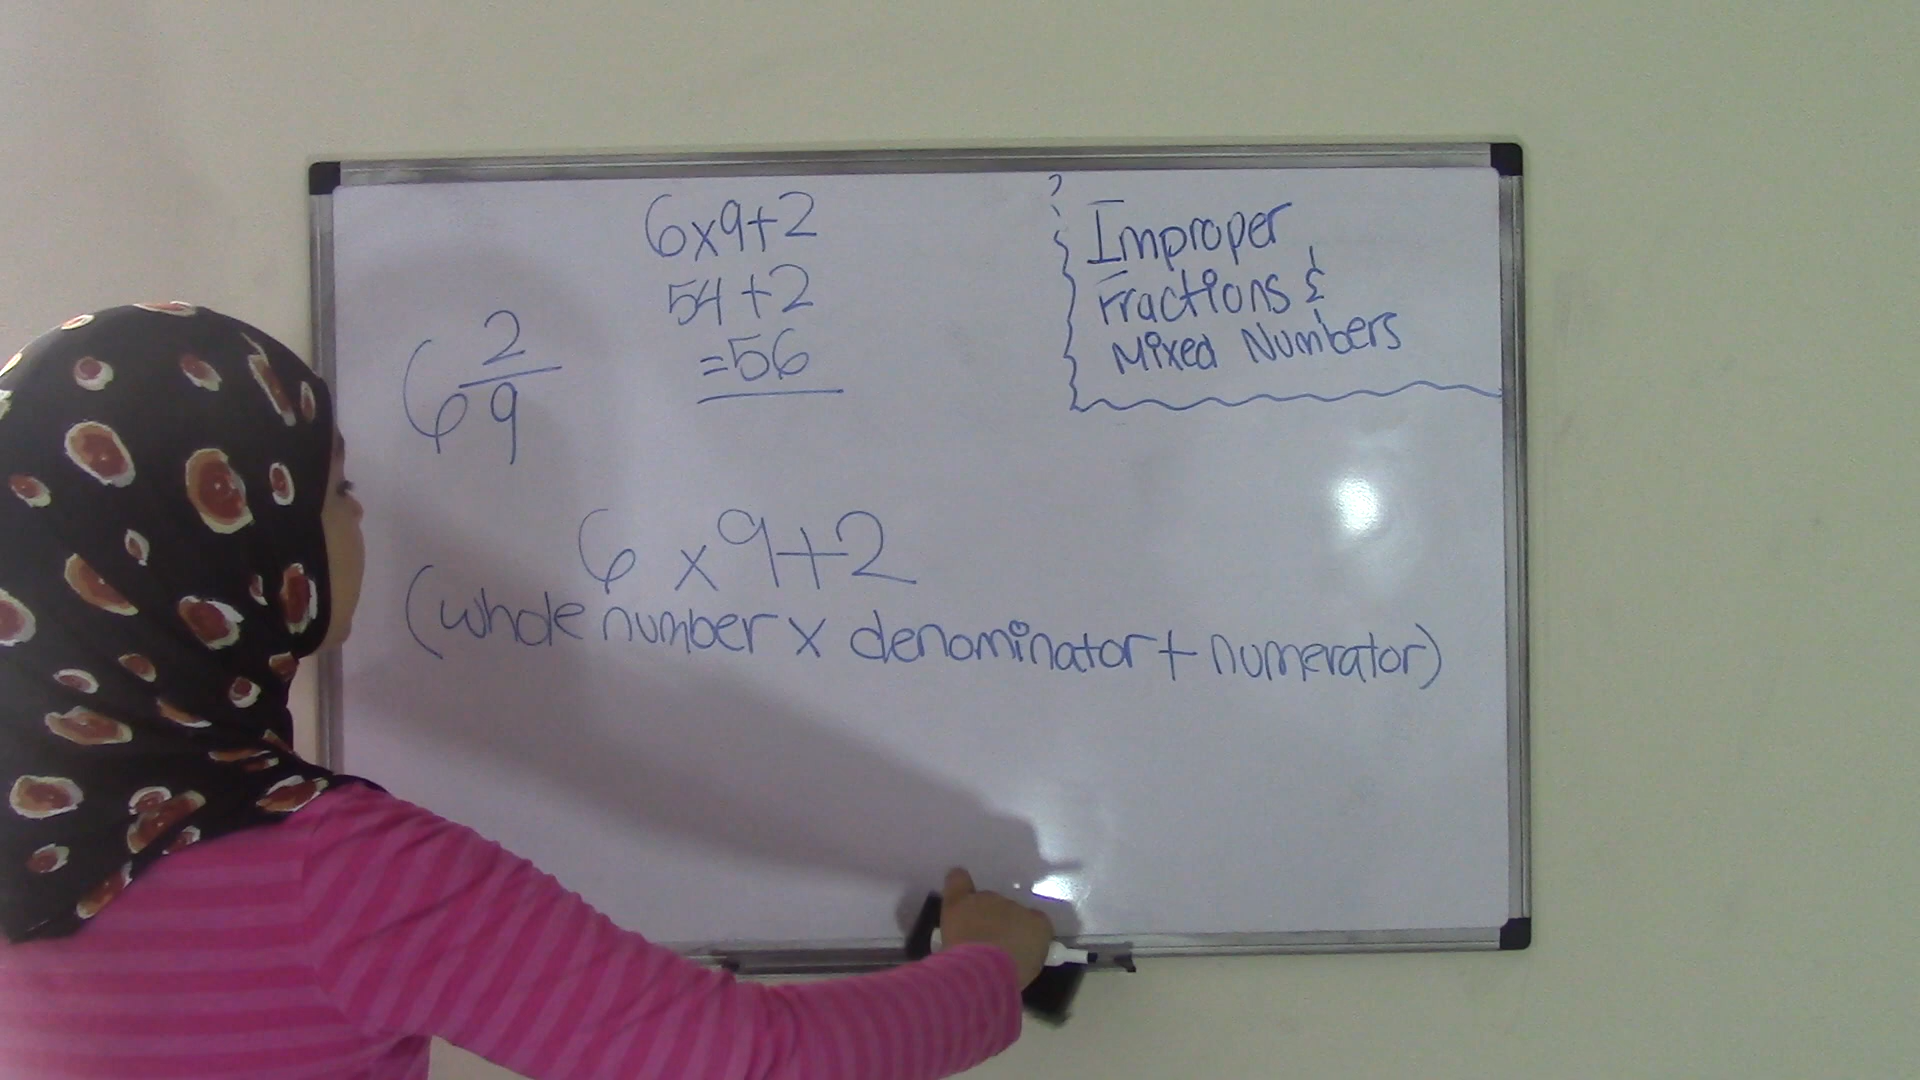 6x9+2
54+2
=56
Improper
Fractions &
Mixed Numbers
6 2/9
6 x 9+2
(whole number x denominator + numerator)